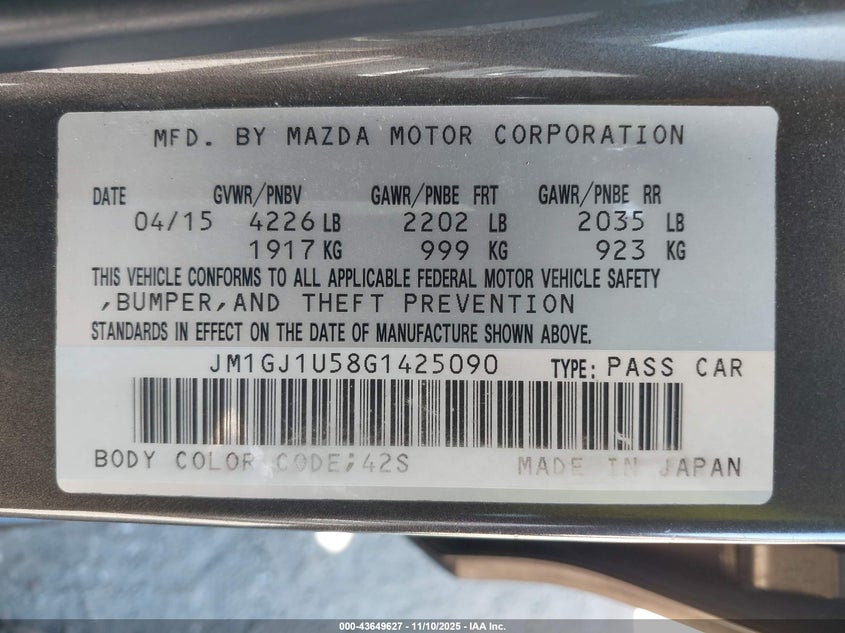 MFD. BY MAZDA MOTOR CORPORATION
DATE GVWR/PNBV GAWR/PNBE FRT GAWR/PNBE RR
04/15 4226 LB 2202 LB 2035 LB
1917 KG 999 KG 923 KG
THIS VEHICLE CONFORMS TO ALL APPLICABLE FEDERAL MOTOR VEHICLE SAFETY
,BUMPER,AND THEFT PREVENTION
STANDARDS IN EFFECT ON THE DATE OF MANUFACTURE SHOWN ABOVE.
JM1GJ1U58G1425090 TYPE: PASS CAR
BODY COLOR CODE;42S MADE IN JAPAN
000-43649627 - 11/10/2025 - IAA Inc.